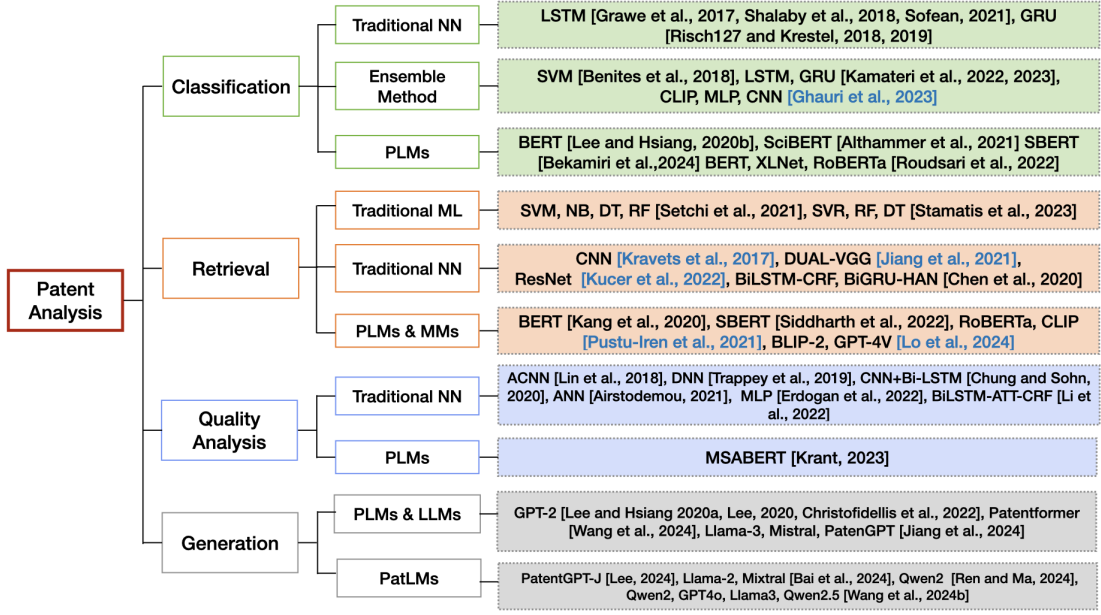 Patent
Analysis
Classification
Traditional NN
LSTM [Grawe et al., 2017, Shalaby et al., 2018, Sofean, 2021], GRU
[Risch127 and Krestel, 2018, 2019]
Ensemble
Method
SVM [Benites et al., 2018], LSTM, GRU [Kamateri et al., 2022, 2023],
CLIP, MLP, CNN [Ghauri et al., 2023]
PLMs
BERT [Lee and Hsiang, 2020b], SciBERT [Althammer et al., 2021] SBERT
[Bekamiri et al.,2024] BERT, XLNet, RoBERTa [Roudsari et al., 2022]
Retrieval
Traditional ML
SVM, NB, DT, RF [Setchi et al., 2021], SVR, RF, DT [Stamatis et al., 2023]
Traditional NN
CNN [Kravets et al., 2017], DUAL-VGG [Jiang et al., 2021],
ResNet [Kucer et al., 2022], BiLSTM-CRF, BiGRU-HAN [Chen et al., 2020]
PLMs & MMs
BERT [Kang et al., 2020], SBERT [Siddharth et al., 2022], RoBERTa, CLIP
[Pustu-Iren et al., 2021], BLIP-2, GPT-4V [Lo et al., 2024]
Quality
Analysis
Traditional NN
ACNN [Lin et al., 2018], DNN [Trappey et al., 2019], CNN+Bi-LSTM [Chung and Sohn,
2020], ANN [Airstodemou, 2021], MLP [Erdogan et al., 2022], BiLSTM-ATT-CRF [Li et
al., 2022]
PLMs
MSABERT [Krant, 2023]
Generation
PLMs & LLMs
GPT-2 [Lee and Hsiang 2020a, Lee, 2020, Christofidellis et al., 2022], Patentformer
[Wang et al., 2024], Llama-3, Mistral, PatenGPT [Jiang et al., 2024]
PatLMs
PatentGPT-J [Lee, 2024], Llama-2, Mixtral [Bai et al., 2024], Qwen2 [Ren and Ma, 2024],
Qwen2, GPT4o, Llama3, Qwen2.5 [Wang et al., 2024b]